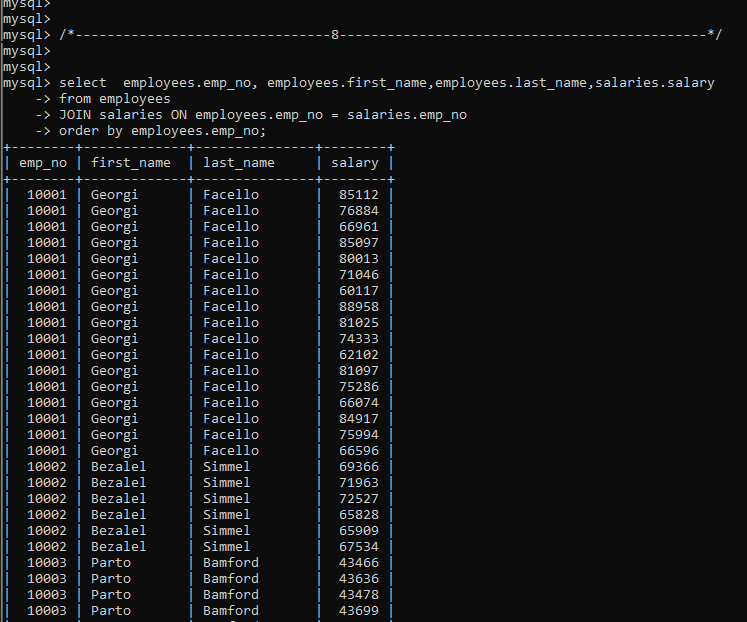 mysql>
mysql>
mysql> /*--------------------------------8----------------------------------------------*/
mysql>
mysql>
mysql> select  employees.emp_no, employees.first_name,employees.last_name,salaries.salary
    -> from employees
    -> JOIN salaries ON employees.emp_no = salaries.emp_no
    -> order by employees.emp_no;
+--------+-------------+---------------+--------+
| emp_no | first_name  | last_name     | salary |
+--------+-------------+---------------+--------+
|  10001 | Georgi      | Facello       |  85112 |
|  10001 | Georgi      | Facello       |  76884 |
|  10001 | Georgi      | Facello       |  66961 |
|  10001 | Georgi      | Facello       |  85097 |
|  10001 | Georgi      | Facello       |  80013 |
|  10001 | Georgi      | Facello       |  71046 |
|  10001 | Georgi      | Facello       |  60117 |
|  10001 | Georgi      | Facello       |  88958 |
|  10001 | Georgi      | Facello       |  81025 |
|  10001 | Georgi      | Facello       |  74333 |
|  10001 | Georgi      | Facello       |  62102 |
|  10001 | Georgi      | Facello       |  81097 |
|  10001 | Georgi      | Facello       |  75286 |
|  10001 | Georgi      | Facello       |  66074 |
|  10001 | Georgi      | Facello       |  84917 |
|  10001 | Georgi      | Facello       |  75994 |
|  10001 | Georgi      | Facello       |  66596 |
|  10002 | Bezalel     | Simmel        |  69366 |
|  10002 | Bezalel     | Simmel        |  71963 |
|  10002 | Bezalel     | Simmel        |  72527 |
|  10002 | Bezalel     | Simmel        |  65828 |
|  10002 | Bezalel     | Simmel        |  65909 |
|  10002 | Bezalel     | Simmel        |  67534 |
|  10003 | Parto       | Bamford       |  43466 |
|  10003 | Parto       | Bamford       |  43636 |
|  10003 | Parto       | Bamford       |  43478 |
|  10003 | Parto       | Bamford       |  43699 |